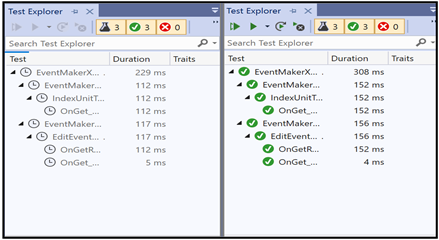 Test Explorer
3 3 0
Search Test Explorer
Test Duration Traits
EventMakerX... 229 ms
EventMaker... 112 ms
IndexUnitT... 112 ms
OnGet_... 112 ms
EventMaker... 117 ms
EditEvent... 117 ms
OnGetR... 112 ms
OnGet_... 5 ms
Test Explorer
3 3 0
Search Test Explorer
Test Duration Traits
EventMakerX... 308 ms
EventMaker... 152 ms
IndexUnitT... 152 ms
OnGet_... 152 ms
EventMaker... 156 ms
EditEven... 156 ms
OnGetR... 152 ms
OnGet_... 4 ms